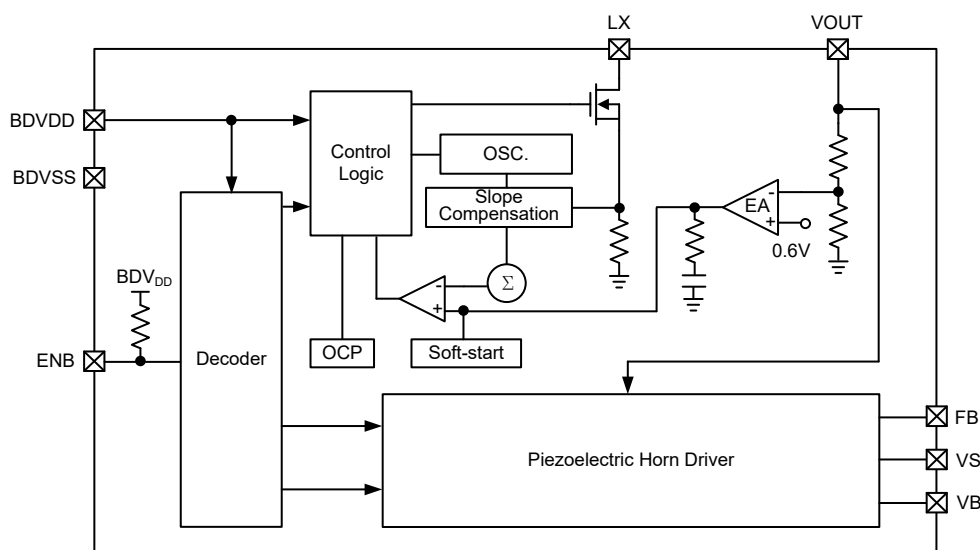 LX
VOUT
BDVDD
BDVSS
Control
Logic
OSC.
Slope
Compensation
-
EA
+
0.6V
BDVDD
Σ
-
+
ENB
Decoder
OCP
Soft-start
Piezoelectric Horn Driver
FB
VS
VB